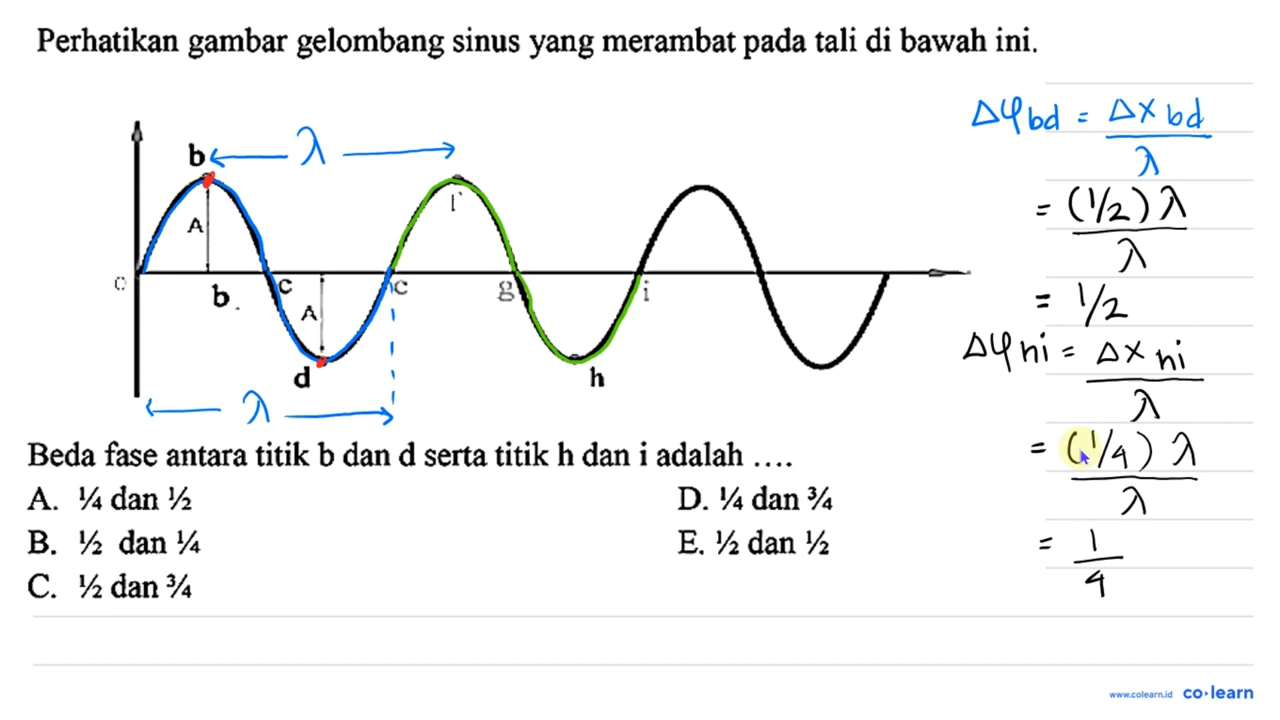 Perhatikan gambar gelombang sinus yang merambat pada tali di bawah ini.
b
λ
A
f
o
b
c
A
c
g
i
d
h
λ
Δφbd = Δx bd
λ
= (1/2) λ
λ
= 1/2
Δφhi = Δx hi
λ
= (1/4) λ
λ
= 1
4
Beda fase antara titik b dan d serta titik h dan i adalah ....
A. ¼ dan ½
B. ½ dan ¼
C. ½ dan ¾
D. ¼ dan ¾
E. ½ dan ½
www.colearn.id co·learn